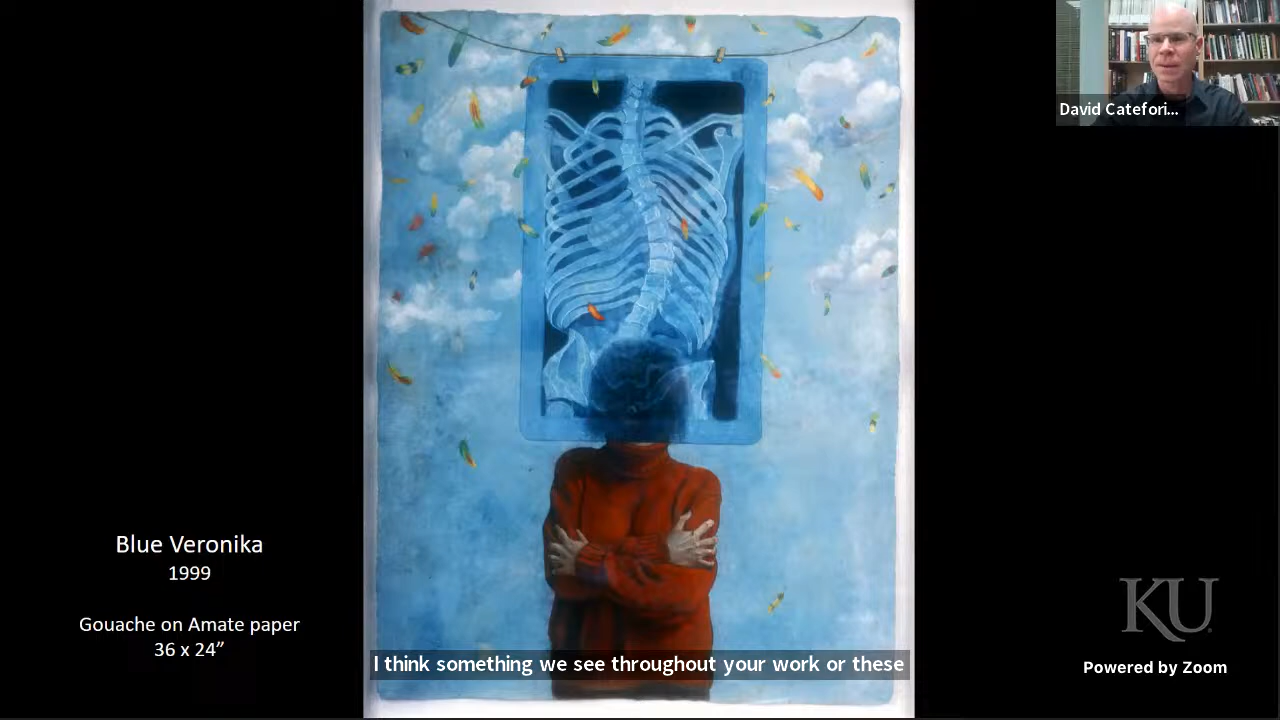 David Catefori...
Blue Veronika
1999
Gouache on Amate paper
36 x 24”
I think something we see throughout your work or these
KU
Powered by Zoom